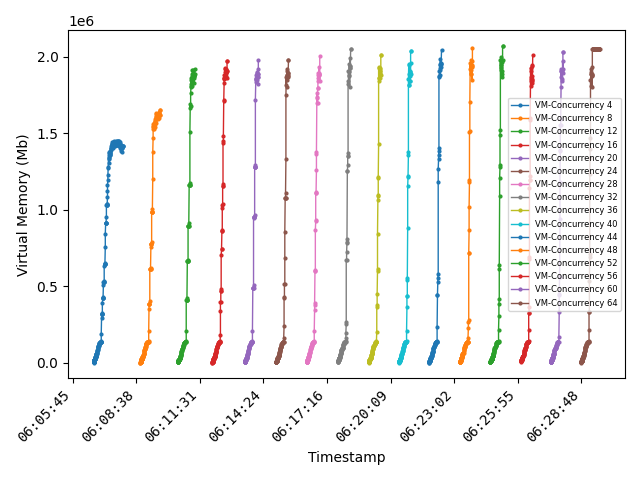 1e6
2.0
1.5
1.0
0.5
0.0
Virtual Memory (Mb)
VM-Concurrency 4
VM-Concurrency 8
VM-Concurrency 12
VM-Concurrency 16
VM-Concurrency 20
VM-Concurrency 24
VM-Concurrency 28
VM-Concurrency 32
VM-Concurrency 36
VM-Concurrency 40
VM-Concurrency 44
VM-Concurrency 48
VM-Concurrency 52
VM-Concurrency 56
VM-Concurrency 60
VM-Concurrency 64
06:05:45
06:08:38
06:11:31
06:14:24
06:17:16
06:20:09
06:23:02
06:25:55
06:28:48
Timestamp